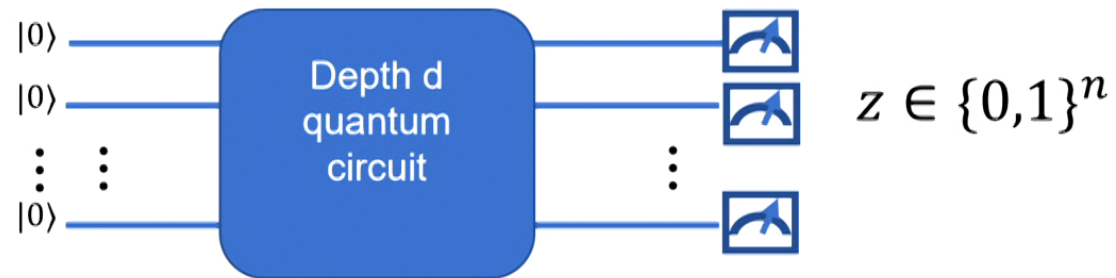 |0⟩
|0⟩
|0⟩
Depth d
quantum
circuit
z ∈ {0,1}ⁿ